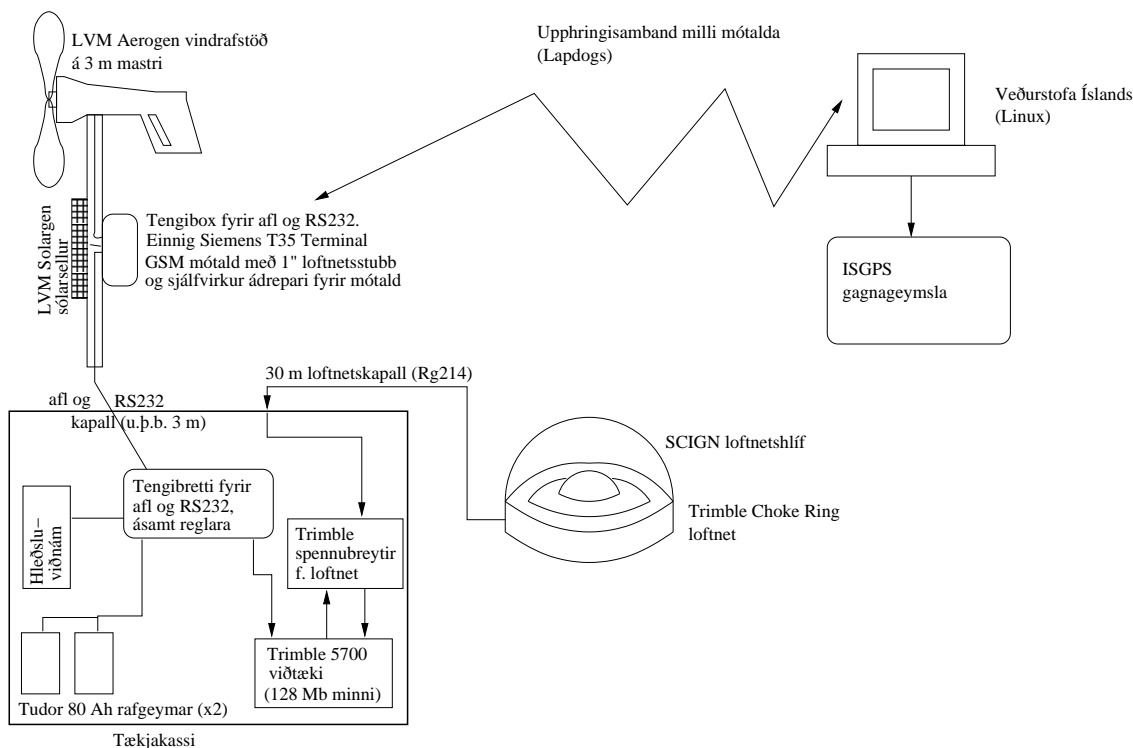 LVM Aerogen vindrafstöð
á 3 m mastri
Upphringisamband milli mótalda
(Lapdogs)
Veðurstofa Íslands
(Linux)
LVM Solargen
sólarsellur
Tengibox fyrir afl og RS232.
Einnig Siemens T35 Terminal
GSM mótald með 1" loftnetsstubb
og sjálfvirkur ádrepari fyrir mótald
ISGPS
gagnageymsla
30 m loftnetskapall (Rg214)
afl og RS232
kapall (u.þ.b. 3 m)
SCIGN loftnetshlíf
Trimble Choke Ring
loftnet
Tengibretti fyrir
afl og RS232,
ásamt reglara
Hleðslu–
viðnám
Trimble
spennubreytir
f. loftnet
Trimble 5700
viðtæki
(128 Mb minni)
Tudor 80 Ah rafgeymar (x2)
Tækjakassi